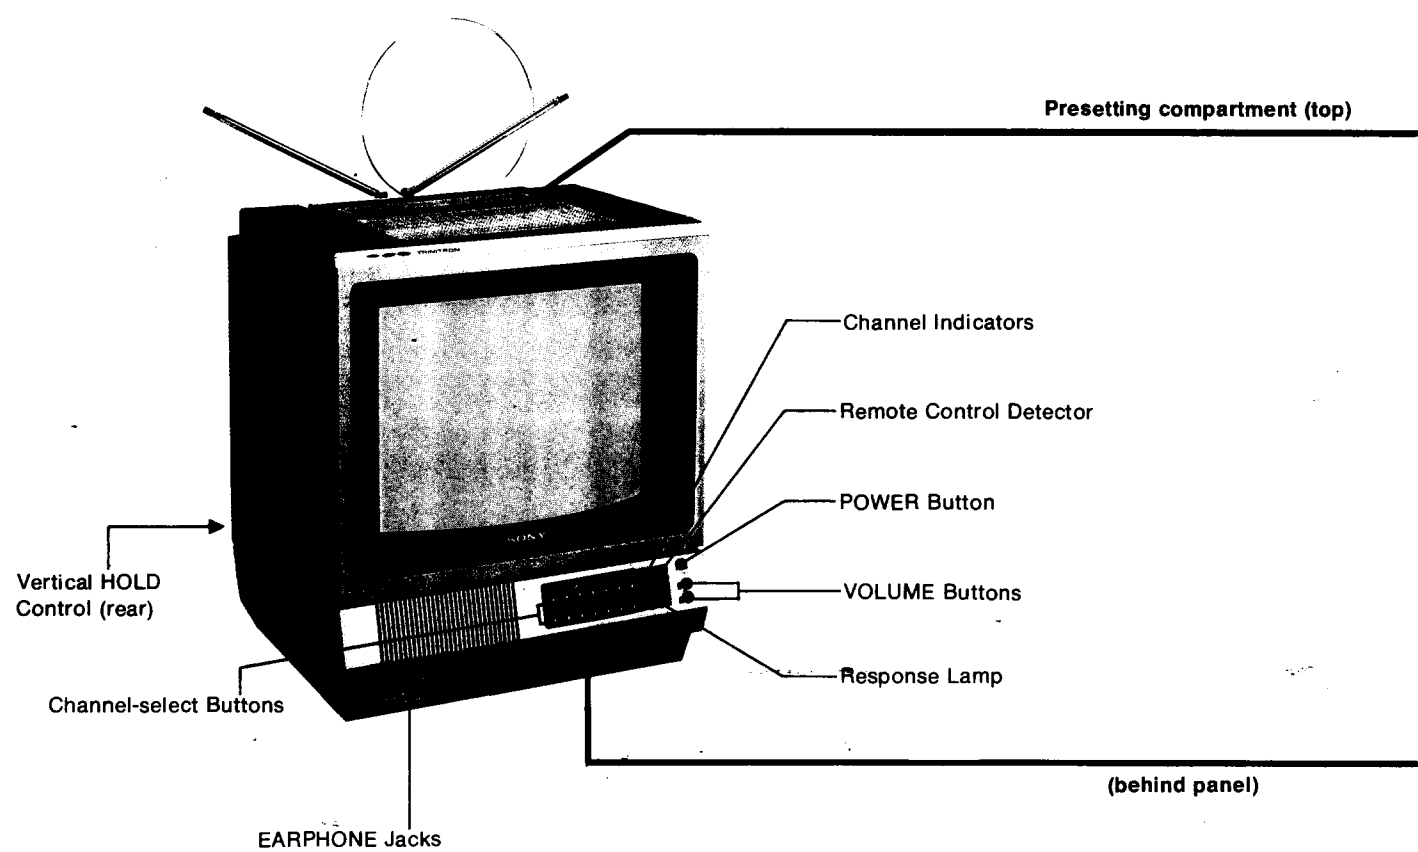 Presetting compartment (top)
TRINITRON
Channel Indicators
Remote Control Detector
POWER Button
SONY
Vertical HOLD
Control (rear)
VOLUME Buttons
Response Lamp
Channel-select Buttons
(behind panel)
EARPHONE Jacks